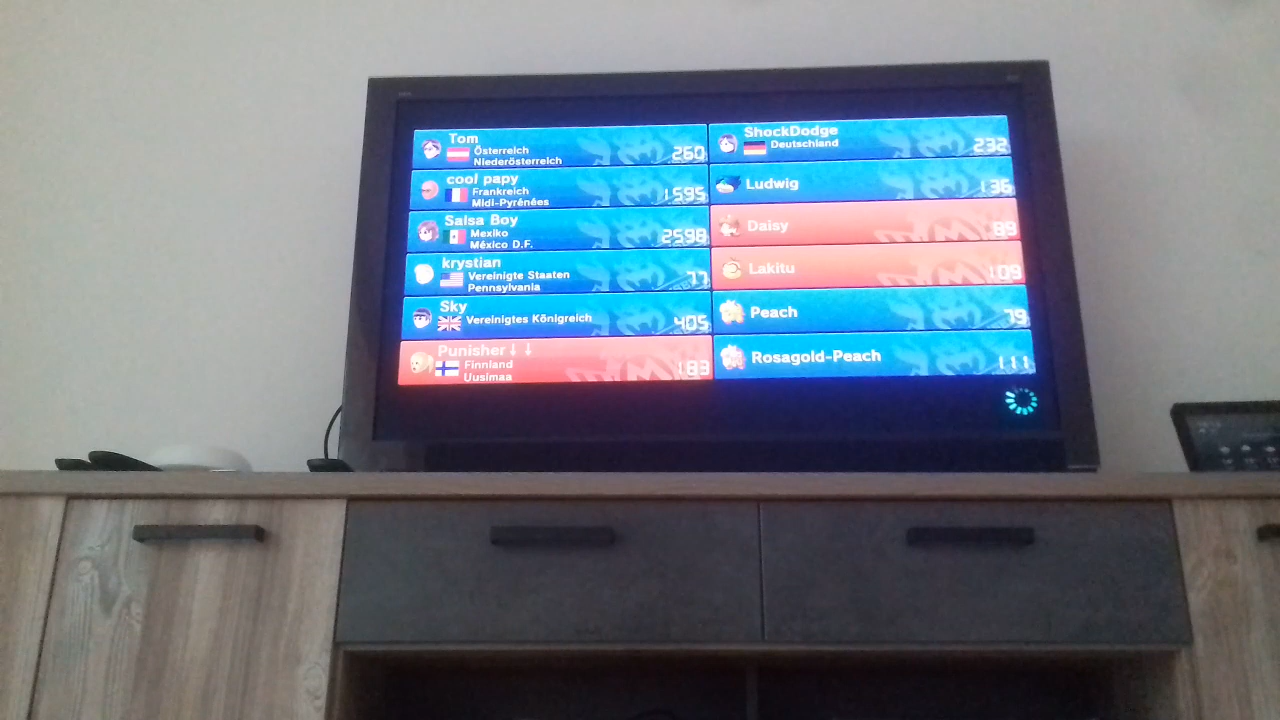 Tom
Österreich
Niederösterreich
260
cool papy
Frankreich
Midi-Pyrénées
1595
Salsa Boy
Mexiko
México D.F.
2598
krystian
Vereinigte Staaten
Pennsylvania
77
Sky
Vereinigtes Königreich
405
Punisher↓ ↓
Finnland
Uusimaa
183
ShockDodge
Deutschland
232
Ludwig
136
Daisy
89
Lakitu
109
Peach
79
Rosagold-Peach
111